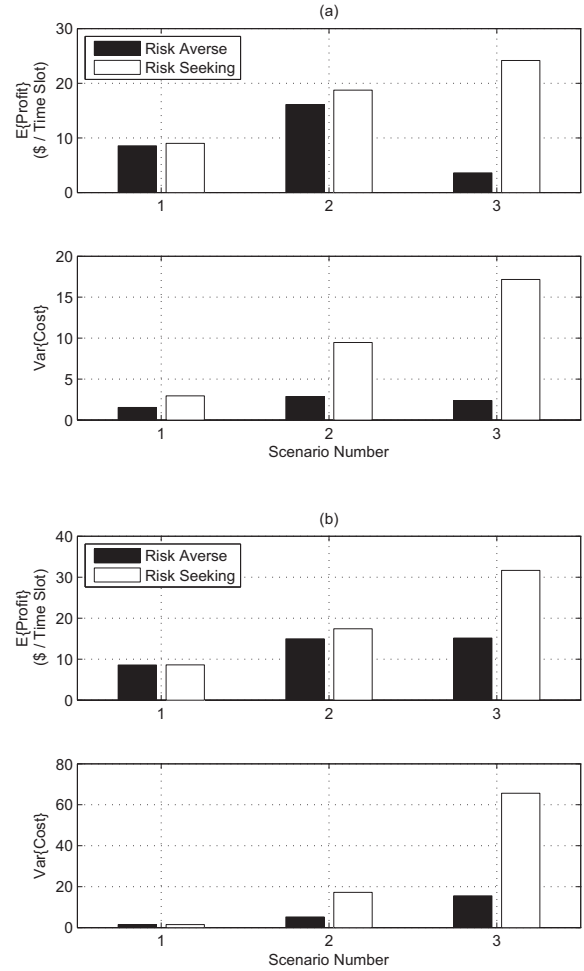 (a)
E{Profit}
($ / Time Slot)
30
20
10
0
Risk Averse
Risk Seeking
1 2 3
Var{Cost}
20
15
10
5
0
1 2 3
Scenario Number
(b)
E{Profit}
($ / Time Slot)
40
30
20
10
0
Risk Averse
Risk Seeking
1 2 3
Var{Cost}
80
60
40
20
0
1 2 3
Scenario Number